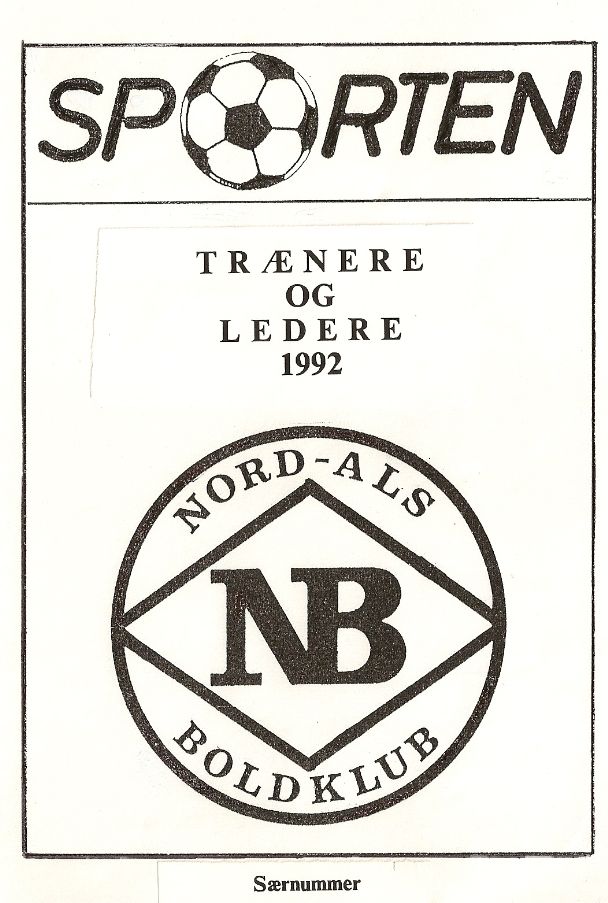 SPORTEN
TRÆNERE
OG
LEDERE
1992
NORD-ALS
NB
BOLDKLUB
Særnummer